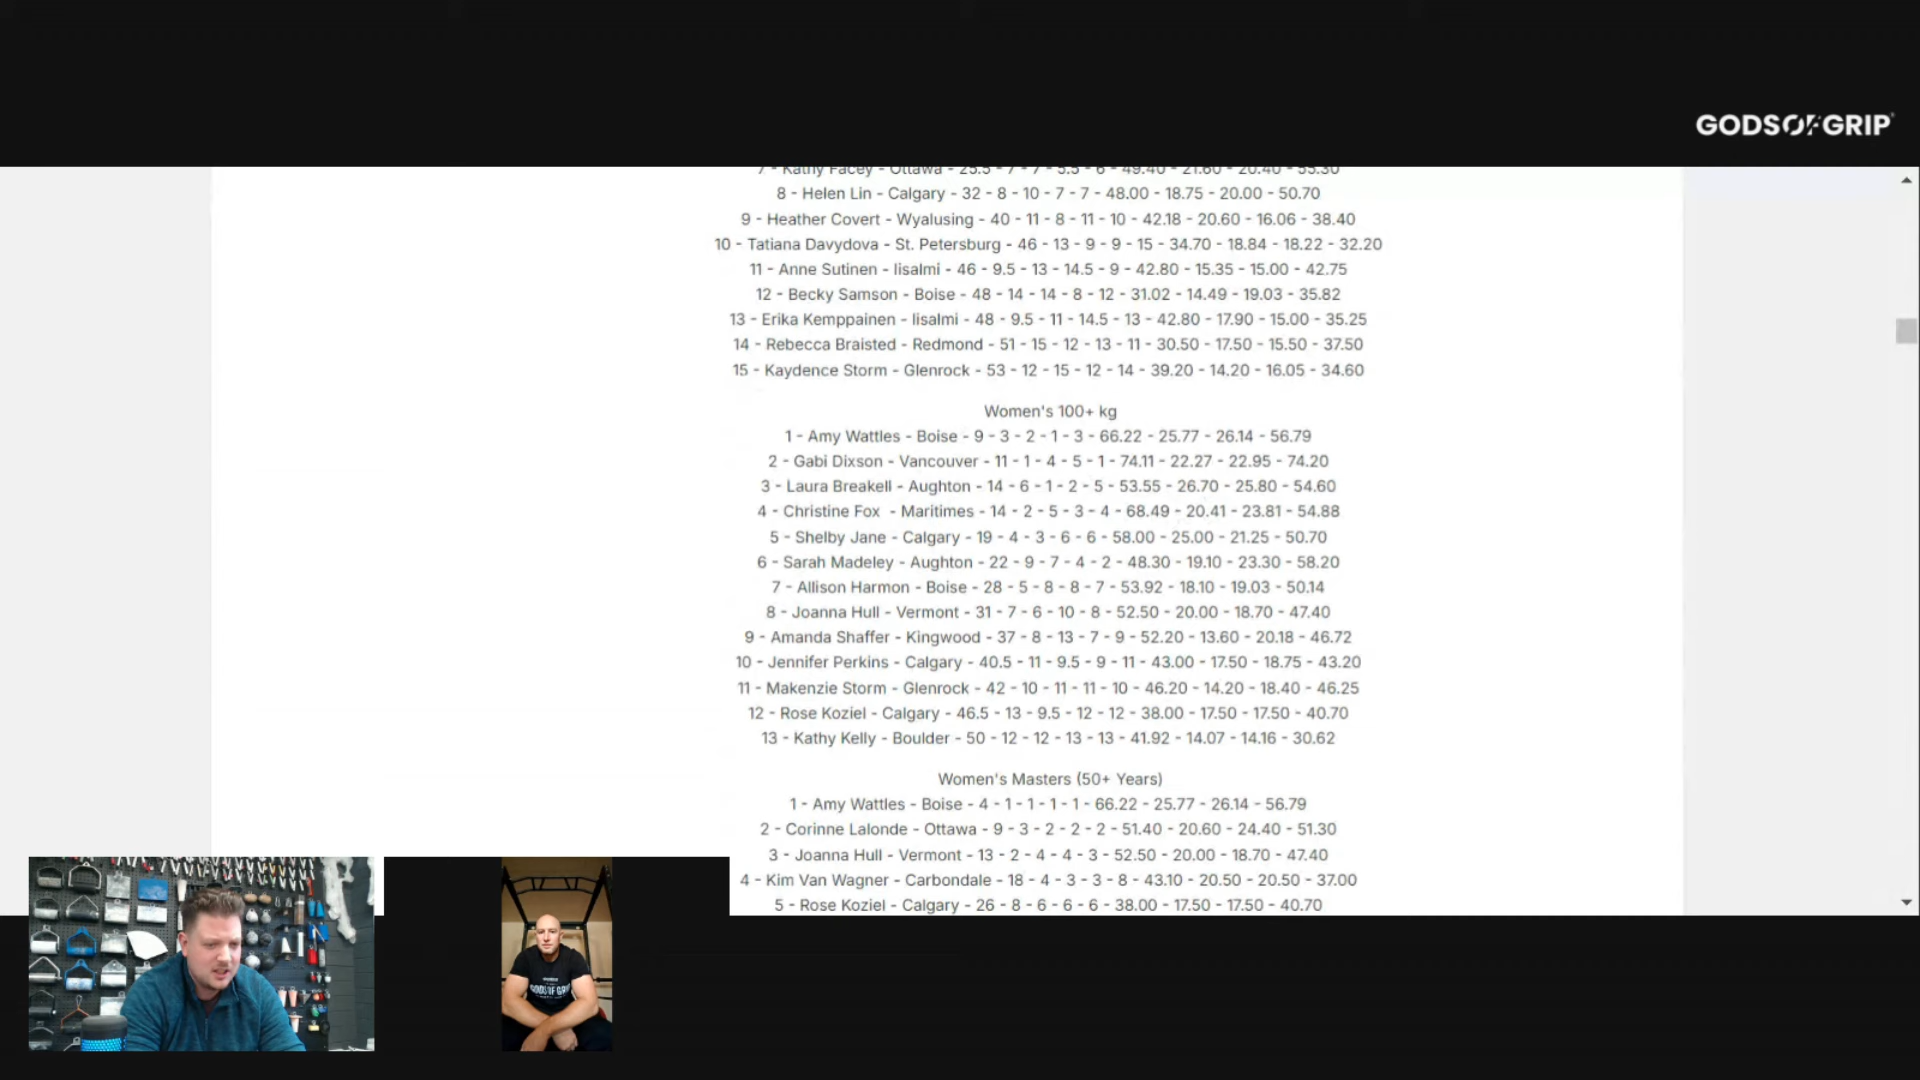 GODSOFGRIP
7 - Kathy Facey - Ottawa - 25.5 - 7 - 7 - 5.5 - 6 - 49.40 - 21.60 - 20.40 - 55.30
8 - Helen Lin - Calgary - 32 - 8 - 10 - 7 - 7 - 48.00 - 18.75 - 20.00 - 50.70
9 - Heather Covert - Wyalusing - 40 - 11 - 8 - 11 - 10 - 42.18 - 20.60 - 16.06 - 38.40
10 - Tatiana Davydova - St. Petersburg - 46 - 13 - 9 - 9 - 15 - 34.70 - 18.84 - 18.22 - 32.20
11 - Anne Sutinen - Iisalmi - 46 - 9.5 - 13 - 14.5 - 9 - 42.80 - 15.35 - 15.00 - 42.75
12 - Becky Samson - Boise - 48 - 14 - 14 - 8 - 12 - 31.02 - 14.49 - 19.03 - 35.82
13 - Erika Kemppainen - Iisalmi - 48 - 9.5 - 11 - 14.5 - 13 - 42.80 - 17.90 - 15.00 - 35.25
14 - Rebecca Braisted - Redmond - 51 - 15 - 12 - 13 - 11 - 30.50 - 17.50 - 15.50 - 37.50
15 - Kaydence Storm - Glenrock - 53 - 12 - 15 - 12 - 14 - 39.20 - 14.20 - 16.05 - 34.60
Women's 100+ kg
1 - Amy Wattles - Boise - 9 - 3 - 2 - 1 - 3 - 66.22 - 25.77 - 26.14 - 56.79
2 - Gabi Dixson - Vancouver - 11 - 1 - 4 - 5 - 1 - 74.11 - 22.27 - 22.95 - 74.20
3 - Laura Breakell - Aughton - 14 - 6 - 1 - 2 - 5 - 53.55 - 26.70 - 25.80 - 54.60
4 - Christine Fox - Maritimes - 14 - 2 - 5 - 3 - 4 - 68.49 - 20.41 - 23.81 - 54.88
5 - Shelby Jane - Calgary - 19 - 4 - 3 - 6 - 6 - 58.00 - 25.00 - 21.25 - 50.70
6 - Sarah Madeley - Aughton - 22 - 9 - 7 - 4 - 2 - 48.30 - 19.10 - 23.30 - 58.20
7 - Allison Harmon - Boise - 28 - 5 - 8 - 8 - 7 - 53.92 - 18.10 - 19.03 - 50.14
8 - Joanna Hull - Vermont - 31 - 7 - 6 - 10 - 8 - 52.50 - 20.00 - 18.70 - 47.40
9 - Amanda Shaffer - Kingwood - 37 - 8 - 13 - 7 - 9 - 52.20 - 13.60 - 20.18 - 46.72
10 - Jennifer Perkins - Calgary - 40.5 - 11 - 9.5 - 9 - 11 - 43.00 - 17.50 - 18.75 - 43.20
11 - Makenzie Storm - Glenrock - 42 - 10 - 11 - 11 - 10 - 46.20 - 14.20 - 18.40 - 46.25
12 - Rose Koziel - Calgary - 46.5 - 13 - 9.5 - 12 - 12 - 38.00 - 17.50 - 17.50 - 40.70
13 - Kathy Kelly - Boulder - 50 - 12 - 12 - 13 - 13 - 41.92 - 14.07 - 14.16 - 30.62
Women's Masters (50+ Years)
1 - Amy Wattles - Boise - 4 - 1 - 1 - 1 - 1 - 66.22 - 25.77 - 26.14 - 56.79
2 - Corinne Lalonde - Ottawa - 9 - 3 - 2 - 2 - 2 - 51.40 - 20.60 - 24.40 - 51.30
3 - Joanna Hull - Vermont - 13 - 2 - 4 - 4 - 3 - 52.50 - 20.00 - 18.70 - 47.40
4 - Kim Van Wagner - Carbondale - 18 - 4 - 3 - 3 - 8 - 43.10 - 20.50 - 20.50 - 37.00
5 - Rose Koziel - Calgary - 26 - 8 - 6 - 6 - 6 - 38.00 - 17.50 - 17.50 - 40.70
GODSOFGRIP